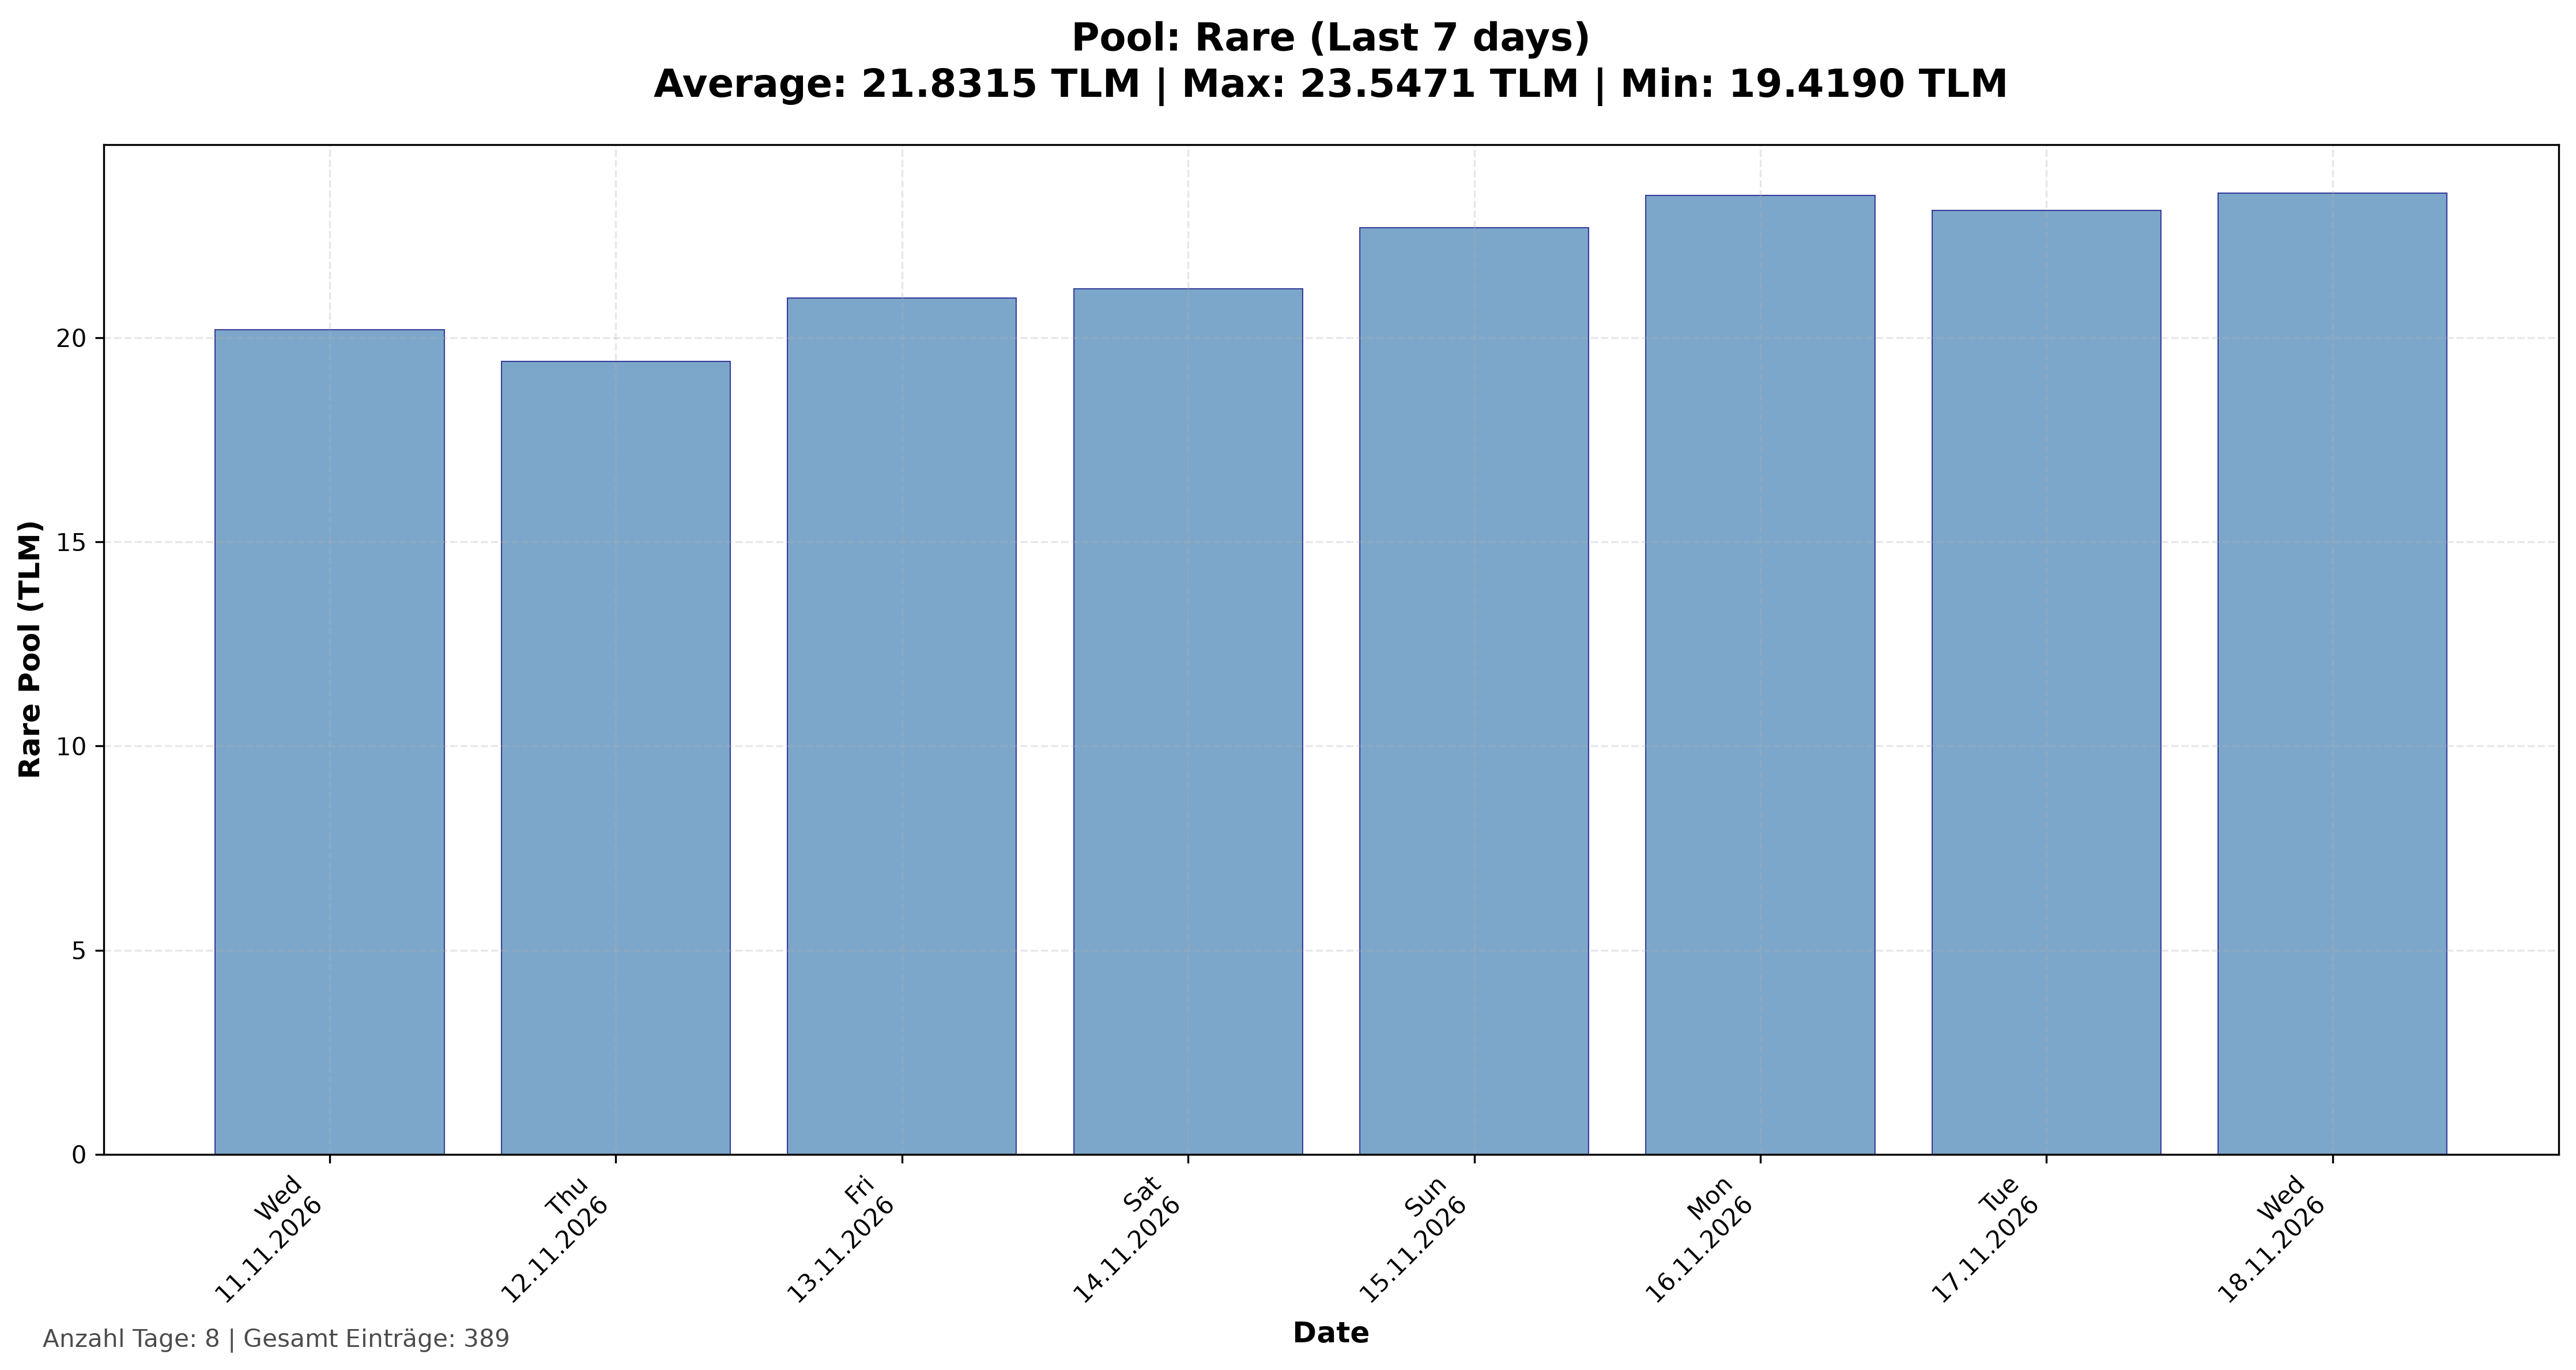 Pool: Rare (Last 7 days)
Average: 21.8315 TLM | Max: 23.5471 TLM | Min: 19.4190 TLM
Rare Pool (TLM)
20
15
10
5
0
Wed
11.11.2026
Thu
12.11.2026
Fri
13.11.2026
Sat
14.11.2026
Sun
15.11.2026
Mon
16.11.2026
Tue
17.11.2026
Wed
18.11.2026
Date
Anzahl Tage: 8 | Gesamt Einträge: 389